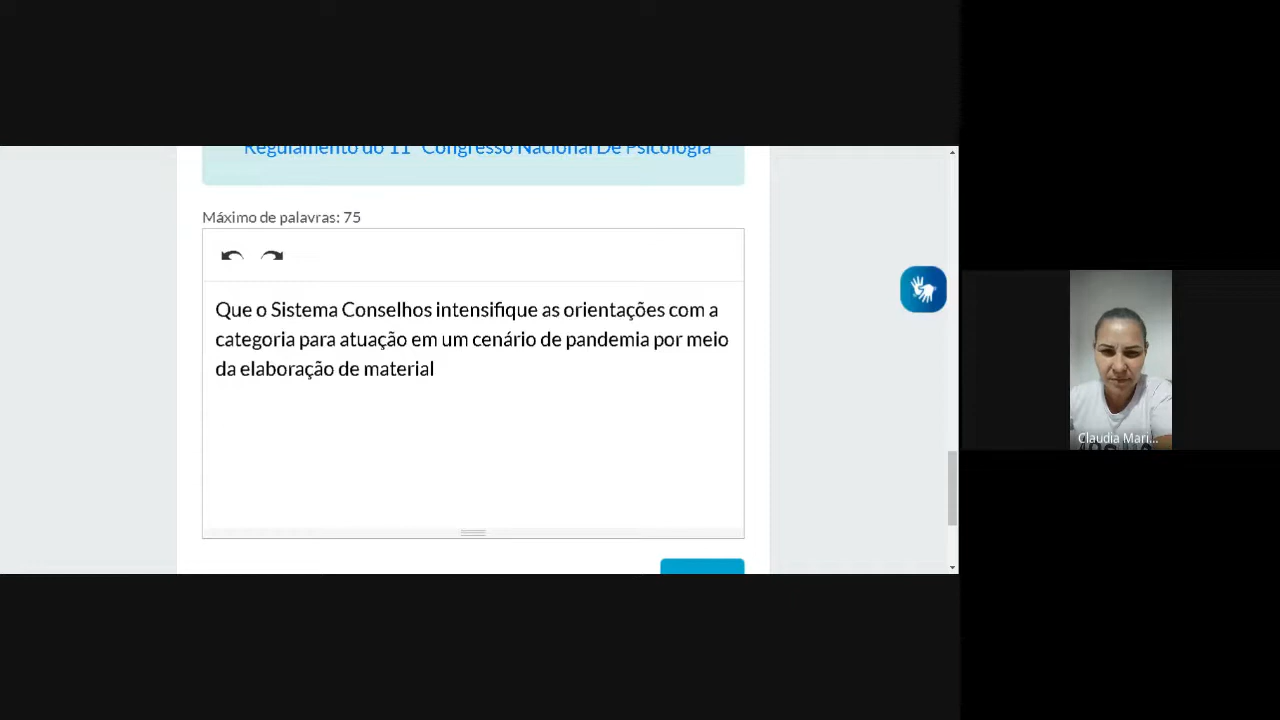 Regulamento do 11º Congresso Nacional De Psicologia
Máximo de palavras: 75
Que o Sistema Conselhos intensifique as orientações com a
categoria para atuação em um cenário de pandemia por meio
da elaboração de material
Claudia Mari...